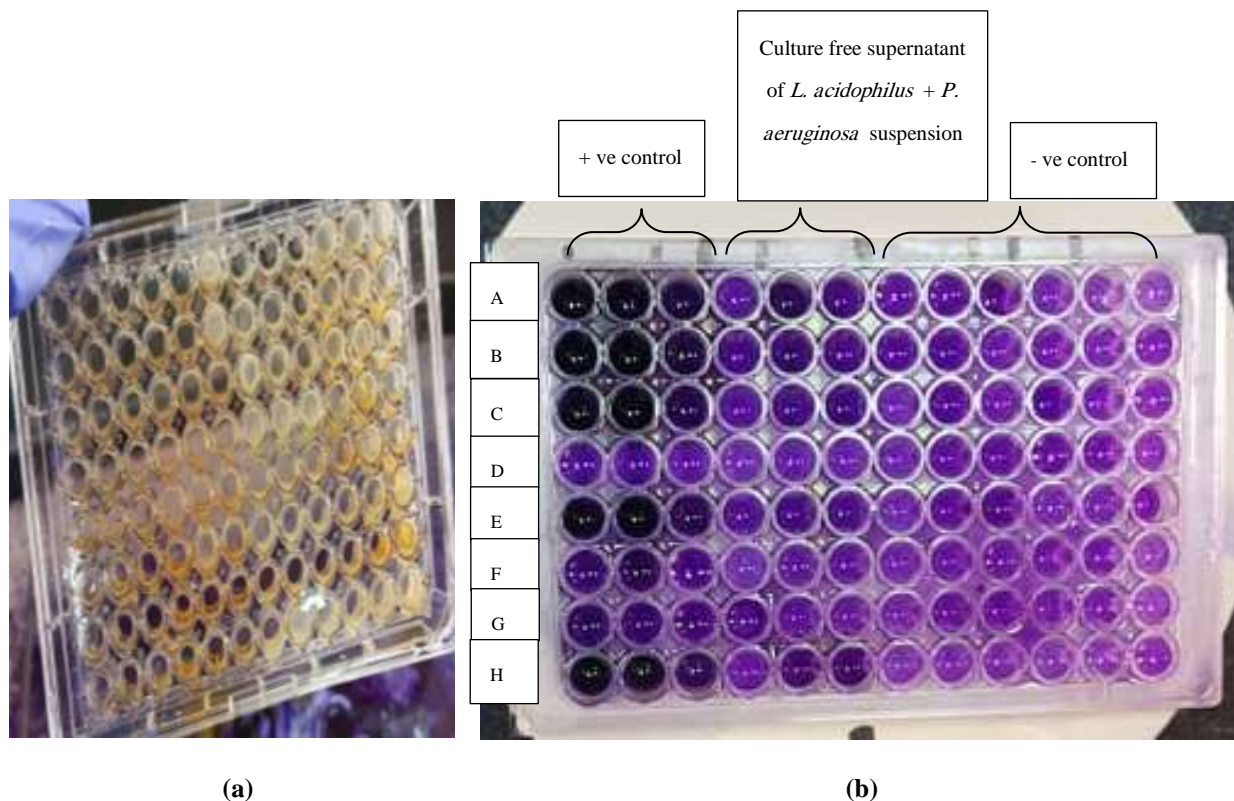 Culture free supernatant
of L. acidophilus + P.
aeruginosa suspension
+ ve control
- ve control
A
B
C
D
E
F
G
H
(a)
(b)